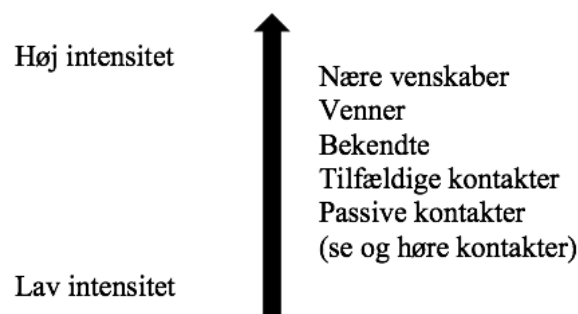 Høj intensitet
Nære venskaber
Venner
Bekendte
Tilfældige kontakter
Passive kontakter
(se og høre kontakter)
Lav intensitet